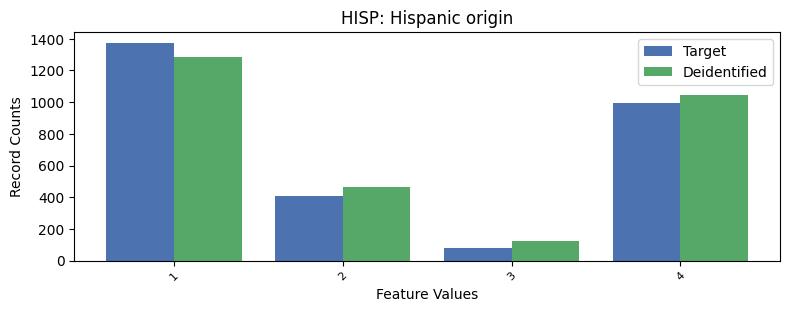 HISP: Hispanic origin
Target
Deidentified
Record Counts
1400
1200
1000
800
600
400
200
0
1
2
3
4
Feature Values